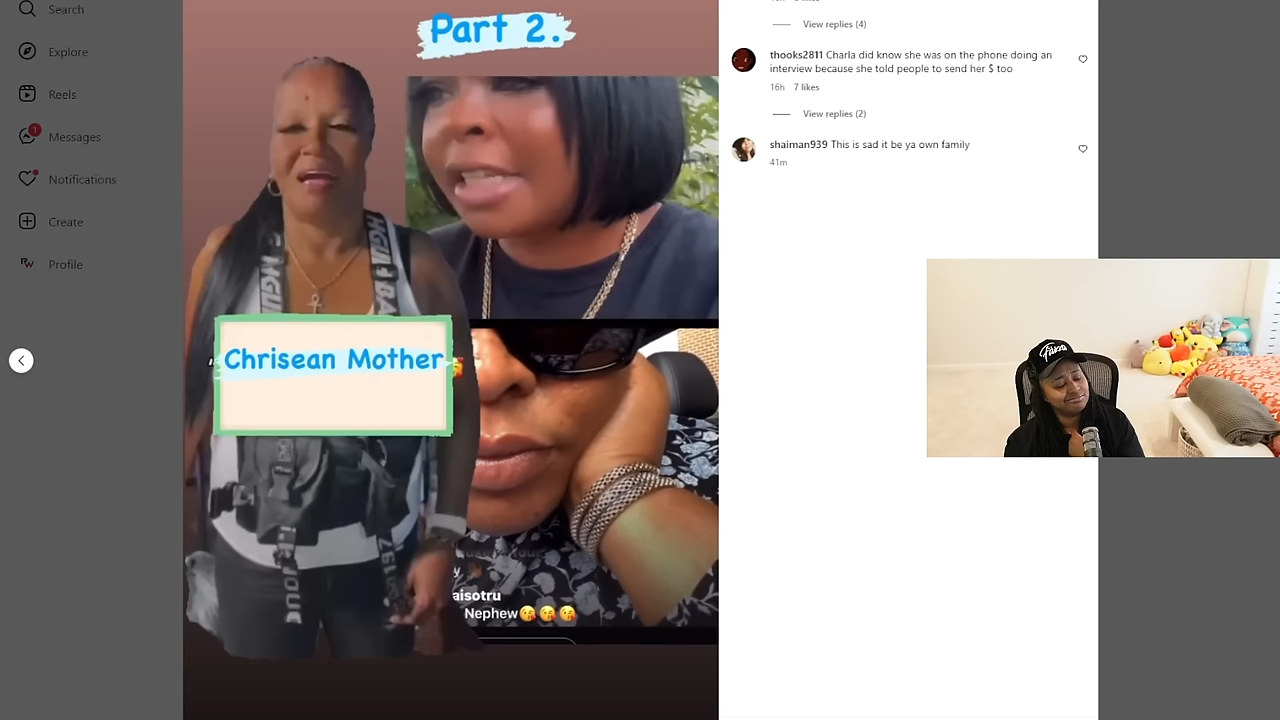 Search
Explore
Reels
1
Messages
Notifications
Create
Profile
Part 2.
Chrisean Mother
aisotru
Nephew😘😘😘
View replies (4)
thooks2811 Charla did know she was on the phone doing an
interview because she told people to send her $ too
16h 7 likes
View replies (2)
shaiman939 This is sad it be ya own family
41m